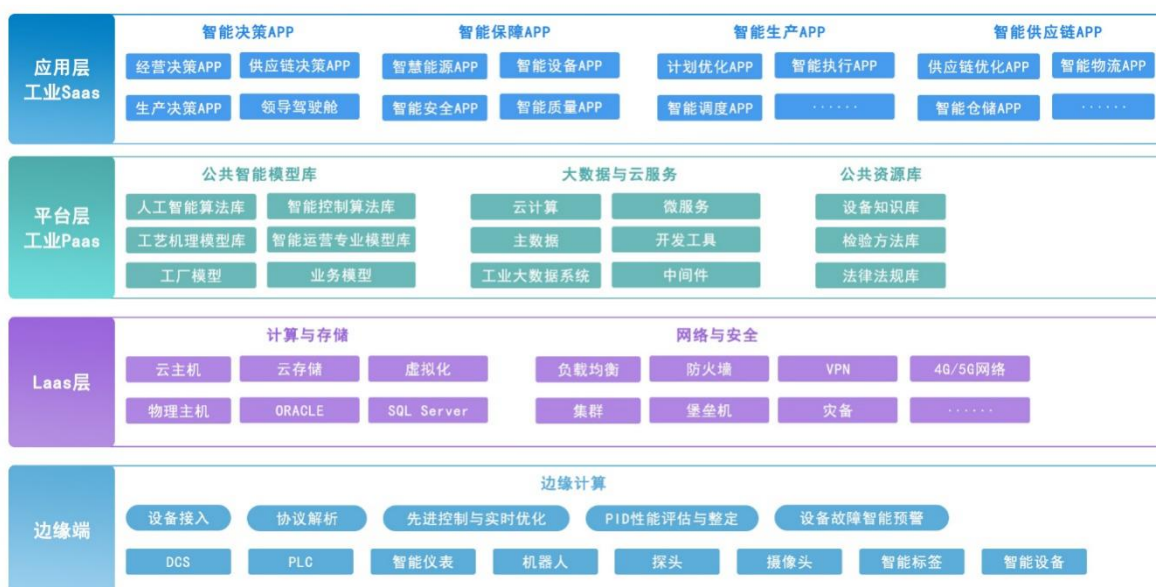 应用层
工业Saas
智能决策APP 智能保障APP 智能生产APP 智能供应链APP
经营决策APP 供应链决策APP 智慧能源APP 智能设备APP 计划优化APP 智能执行APP 供应链优化APP 智能物流APP
生产决策APP 领导驾驶舱 智能安全APP 智能质量APP 智能调度APP ······ 智能仓储APP ······
平台层
工业Paas
公共智能模型库 大数据与云服务 公共资源库
人工智能算法库 智能控制算法库 云计算 微服务 设备知识库
工艺机理模型库 智能运营专业模型库 主数据 开发工具 检验方法库
工厂模型 业务模型 工业大数据系统 中间件 法律法规库
Laas层
计算与存储 网络与安全
云主机 云存储 虚拟化 负载均衡 防火墙 VPN 4G/5G网络
物理主机 ORACLE SQL Server 集群 堡垒机 灾备 ······
边缘端
边缘计算
设备接入 协议解析 先进控制与实时优化 PID性能评估与整定 设备故障智能预警
DCS PLC 智能仪表 机器人 探头 摄像头 智能标签 智能设备